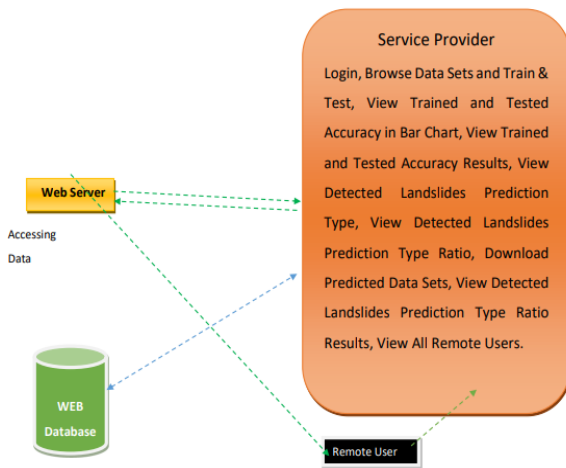 Service Provider
Login, Browse Data Sets and Train &
Test, View Trained and Tested
Accuracy in Bar Chart, View Trained
and Tested Accuracy Results, View
Detected Landslides Prediction
Type, View Detected Landslides
Prediction Type Ratio, Download
Predicted Data Sets, View Detected
Landslides Prediction Type Ratio
Results, View All Remote Users.
Web Server
Accessing
Data
WEB
Database
Remote User